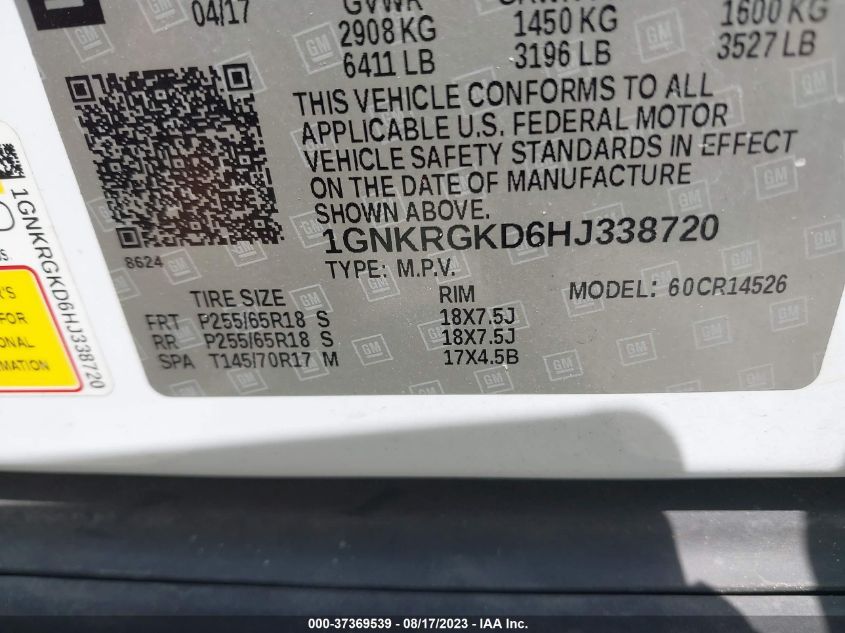 04/17 GVWR
2908 KG 1450 KG 1600 KG
6411 LB 3196 LB 3527 LB
THIS VEHICLE CONFORMS TO ALL
APPLICABLE U.S. FEDERAL MOTOR
VEHICLE SAFETY STANDARDS IN EFFECT
ON THE DATE OF MANUFACTURE
SHOWN ABOVE.
1GNKRGKD6HJ338720
8624
TYPE: M.P.V.
MODEL: 60CR14526
TIRE SIZE RIM
FRT P255/65R18 S 18X7.5J
RR P255/65R18 S 18X7.5J
SPA T145/70R17 M 17X4.5B
1GNKRGKD6HJ338720
FOR
GM
000-37369539 - 08/17/2023 - IAA Inc.